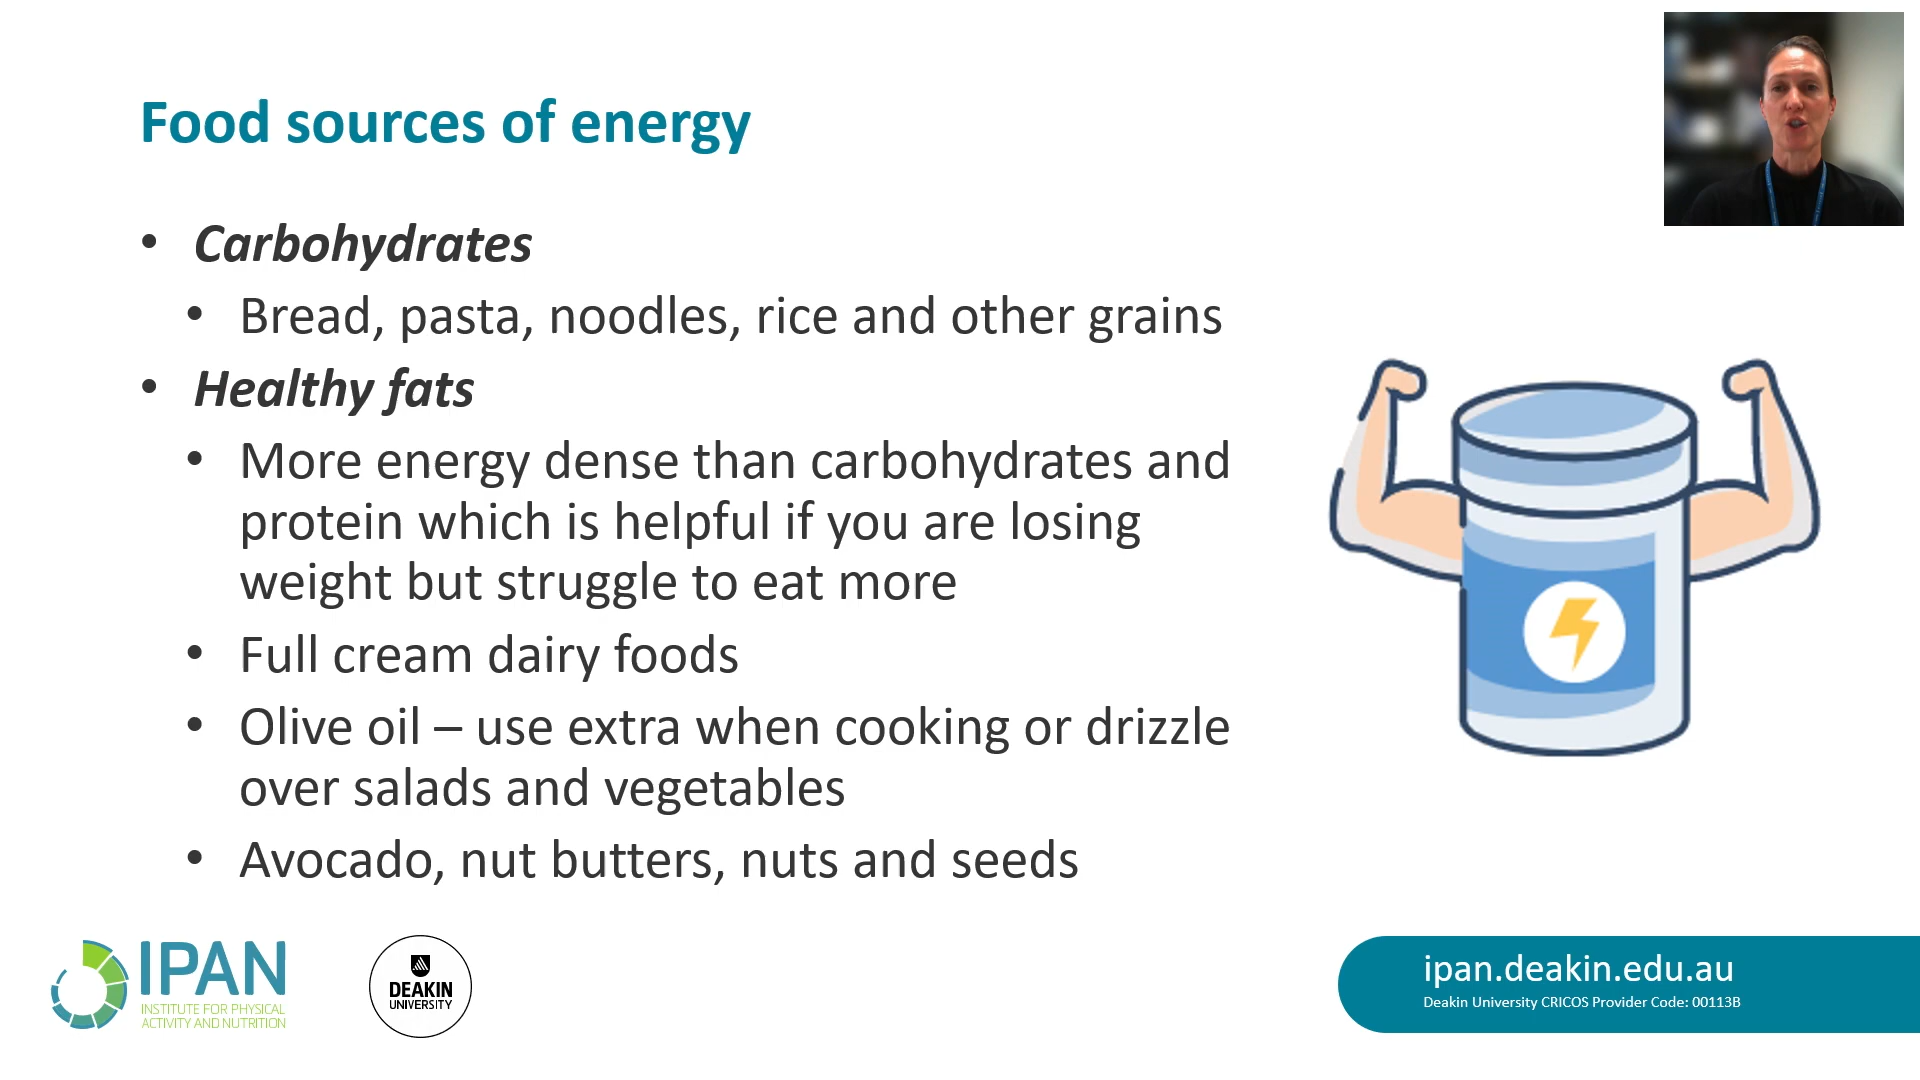 Food sources of energy
• Carbohydrates
• Bread, pasta, noodles, rice and other grains
• Healthy fats
• More energy dense than carbohydrates and
protein which is helpful if you are losing
weight but struggle to eat more
• Full cream dairy foods
• Olive oil – use extra when cooking or drizzle
over salads and vegetables
• Avocado, nut butters, nuts and seeds
IPAN
INSTITUTE FOR PHYSICAL
ACTIVITY AND NUTRITION
DEAKIN
UNIVERSITY
ipan.deakin.edu.au
Deakin University CRICOS Provider Code: 00113B